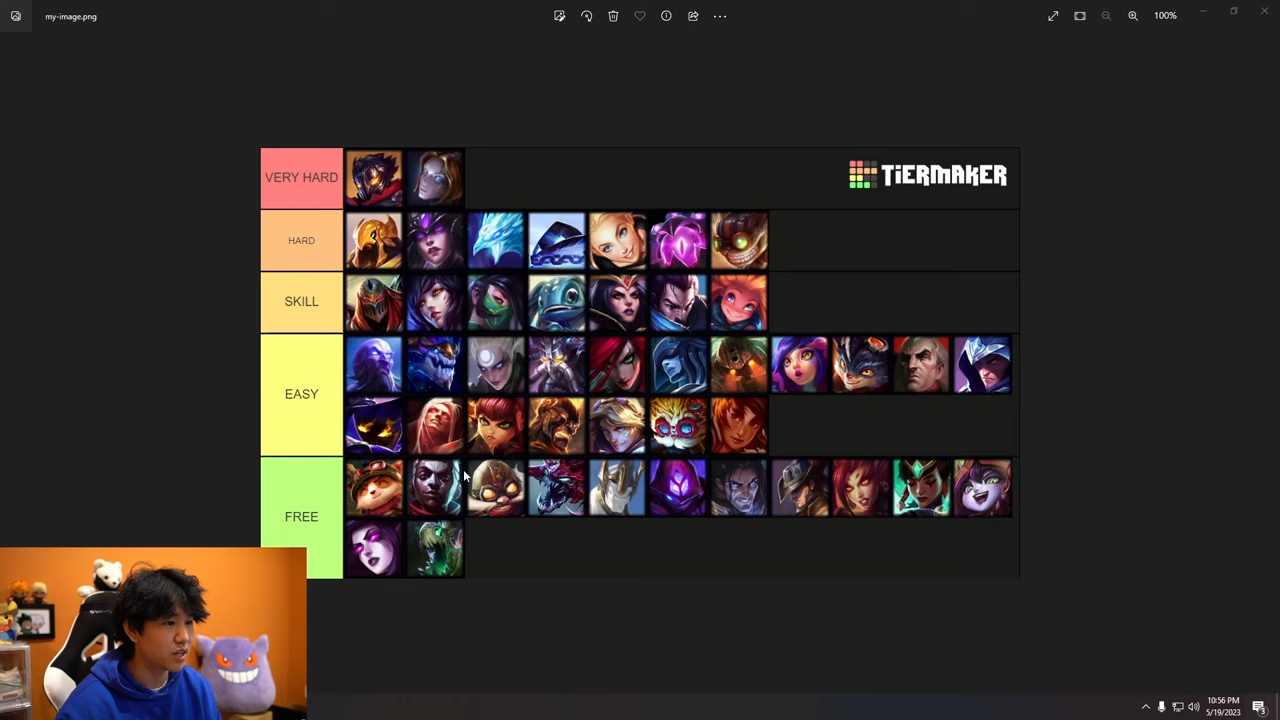 my-image.png
100%
VERY HARD
TiERMAKER
HARD
SKILL
EASY
FREE
10:56 PM
5/19/2023